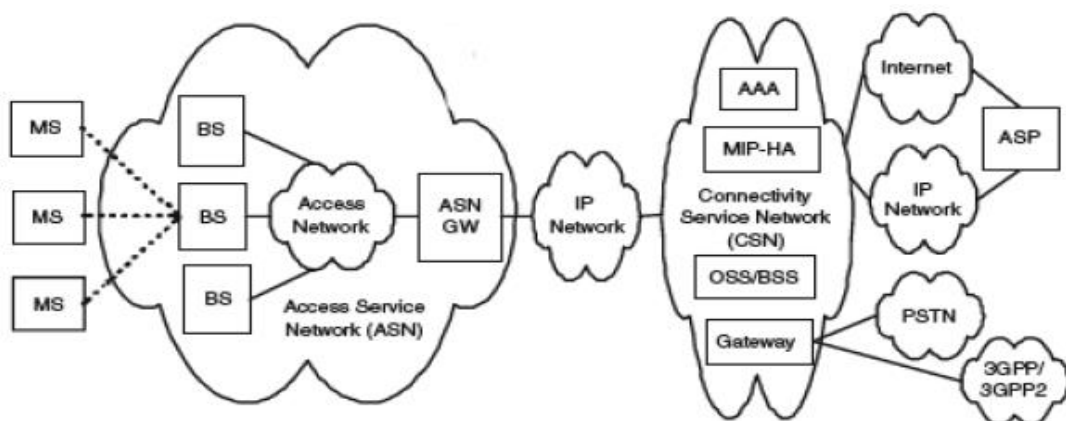 MS
MS
MS
BS
BS
BS
Access
Network
Access Service
Network (ASN)
ASN
GW
IP
Network
AAA
MIP-HA
Connectivity
Service Network
(CSN)
OSS/BSS
Gateway
Internet
IP
Network
ASP
PSTN
3GPP/
3GPP2